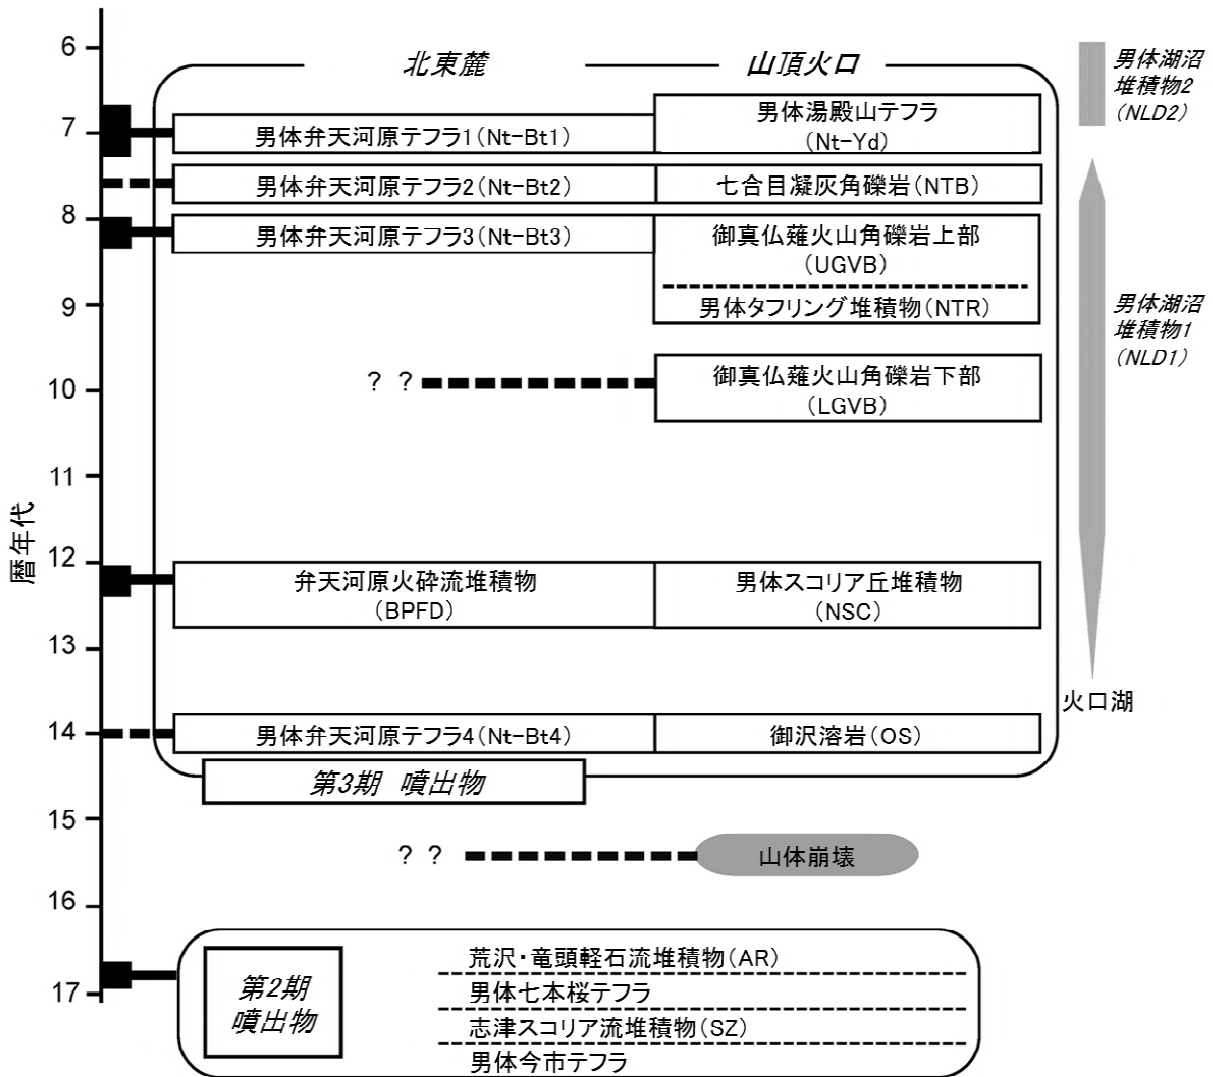 6
7
8
9
10
11
12
13
14
15
16
17
暦年代
北東麓
山頂火口
男体弁天河原テフラ1(Nt-Bt1)
男体湯殿山テフラ
(Nt-Yd)
男体弁天河原テフラ2(Nt-Bt2)
七合目凝灰角礫岩(NTB)
男体弁天河原テフラ3(Nt-Bt3)
御真仏薙火山角礫岩上部
(UGVB)
男体タフリング堆積物(NTR)
? ?
御真仏薙火山角礫岩下部
(LGVB)
弁天河原火砕流堆積物
(BPFD)
男体スコリア丘堆積物
(NSC)
男体弁天河原テフラ4(Nt-Bt4)
御沢溶岩(OS)
第3期 噴出物
? ?
山体崩壊
第2期
噴出物
荒沢・竜頭軽石流堆積物(AR)
男体七本桜テフラ
志津スコリア流堆積物(SZ)
男体今市テフラ
男体湖沼
堆積物2
(NLD2)
男体湖沼
堆積物1
(NLD1)
火口湖